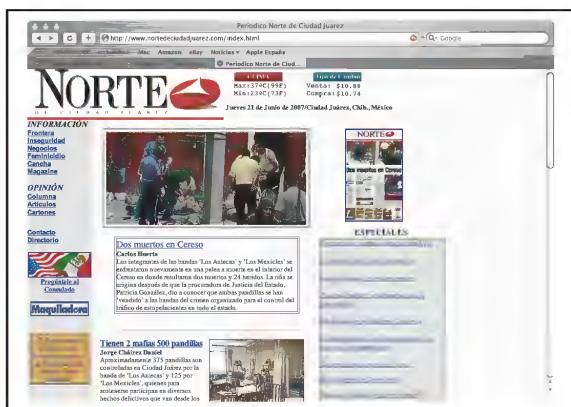 Periodico Norte de Ciudad Juarez
http://www.nortedeciudadjuarez.com/index.html
Google
Mac Amazon eBay Noticias Apple España
Periodico Norte de Ciud...
NORTE
DE CIUDAD JUAREZ
CLIMA
Max:37ºC(99F)
Min:23ºC(73F)
Tipo de Cambio
Venta: $10.88
Compra: $10.74
Jueves 21 de Junio de 2007/Ciudad Juárez, Chih., México
INFORMACIÓN
Frontera
Inseguridad
Negocios
Feminicidio
Cancha
Magazine
OPINIÓN
Columna
Artículos
Cartones
Contacto
Directorio
Pregúntele al
Consulado
Maquiladora
NORTE
Dos muertos en Cereso
ESPECIALES
Dos muertos en Cereso
Carlos Huerta
Los integrantes de las bandas 'Los Aztecas' y 'Los Mexicles' se
enfrentaron nuevamente en una pelea a muerte en el interior del
Cereso en donde resultaron dos muertos y 24 heridos. La riña se
origina después de que la procuradora de Justicia del Estado,
Patricia González, dio a conocer que ambas pandillas se han
'vendido' a las bandas del crimen organizado para el control del
tráfico de estupefacientes en todo el estado.
Tienen 2 mafias 500 pandillas
Jorge Cháirez Daniel
Aproximadamente 375 pandillas son
controladas en Ciudad Juárez por la
banda de 'Los Aztecas' y 125 por
'Los Mexicles', quienes para
sostenerse participan en diversos
hechos delictivos que van desde los